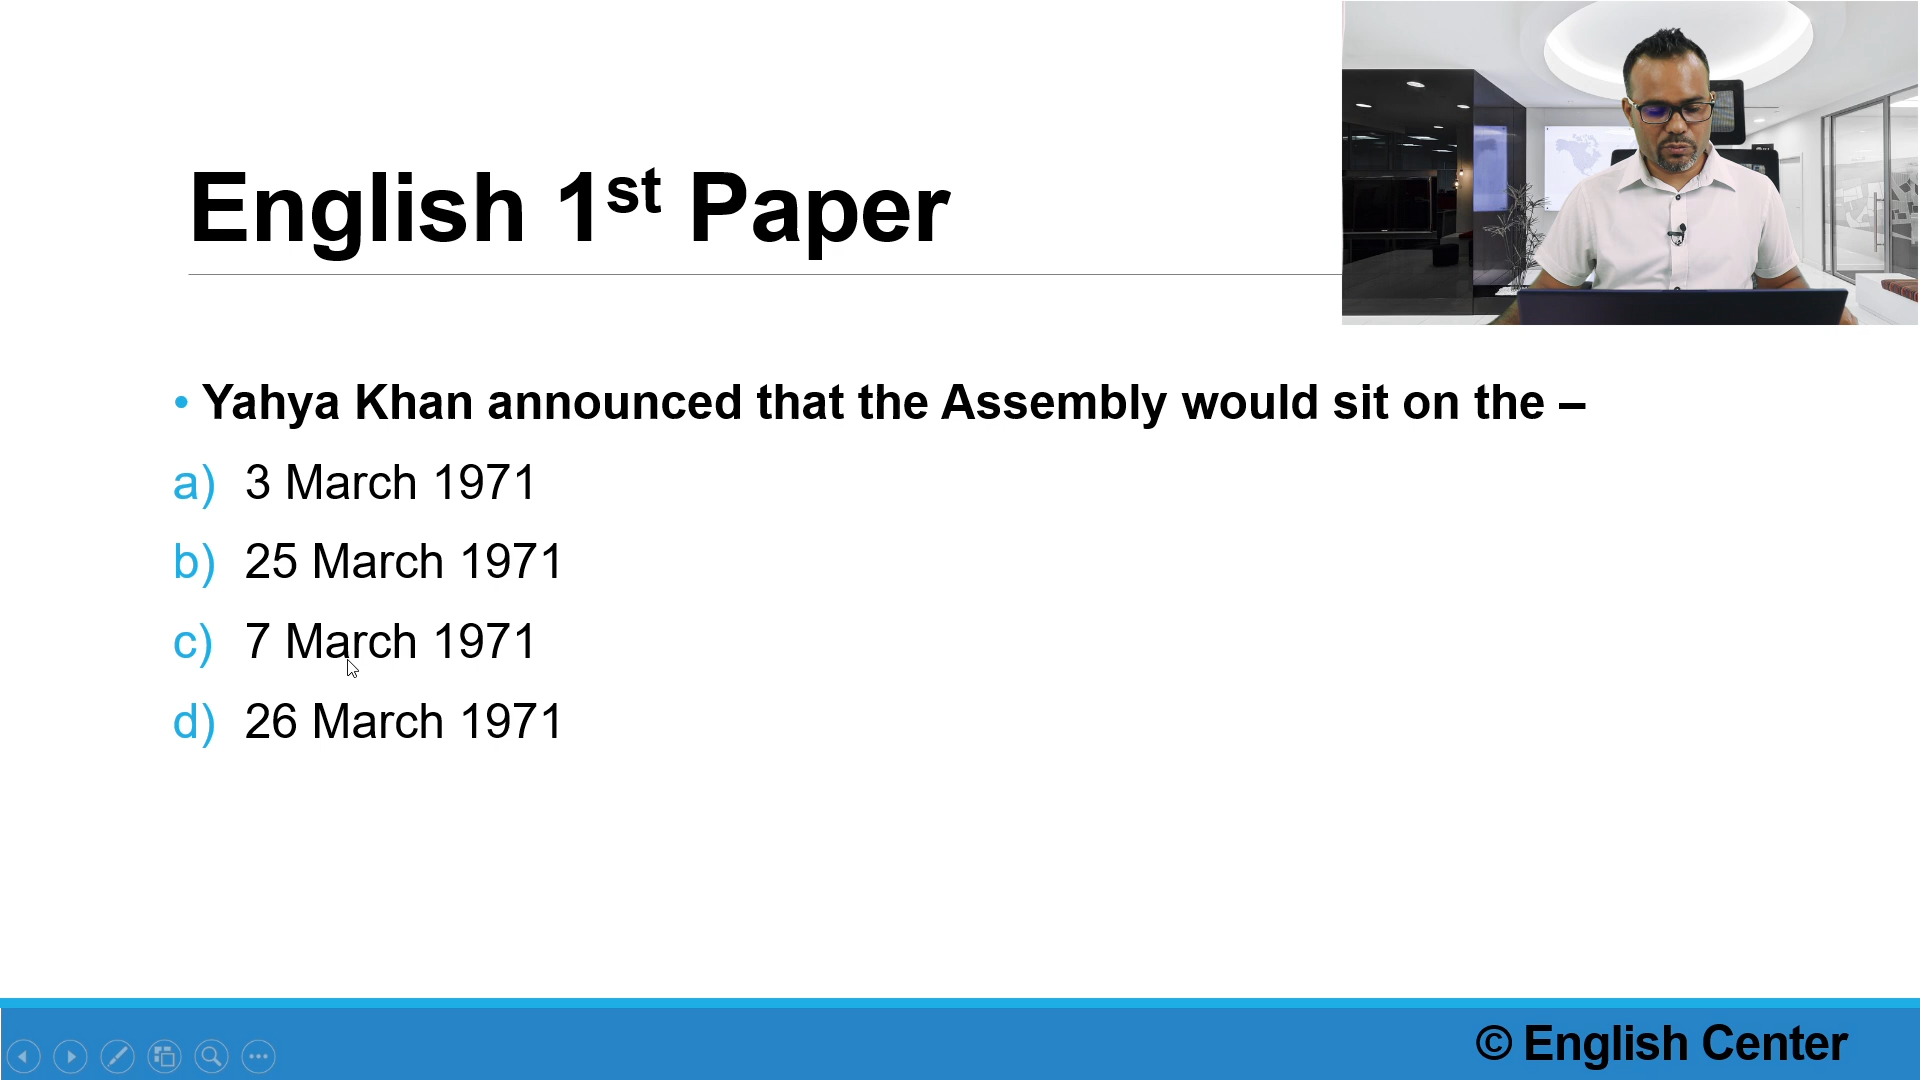 English 1st Paper
• Yahya Khan announced that the Assembly would sit on the –
a) 3 March 1971
b) 25 March 1971
c) 7 March 1971
d) 26 March 1971
© English Center